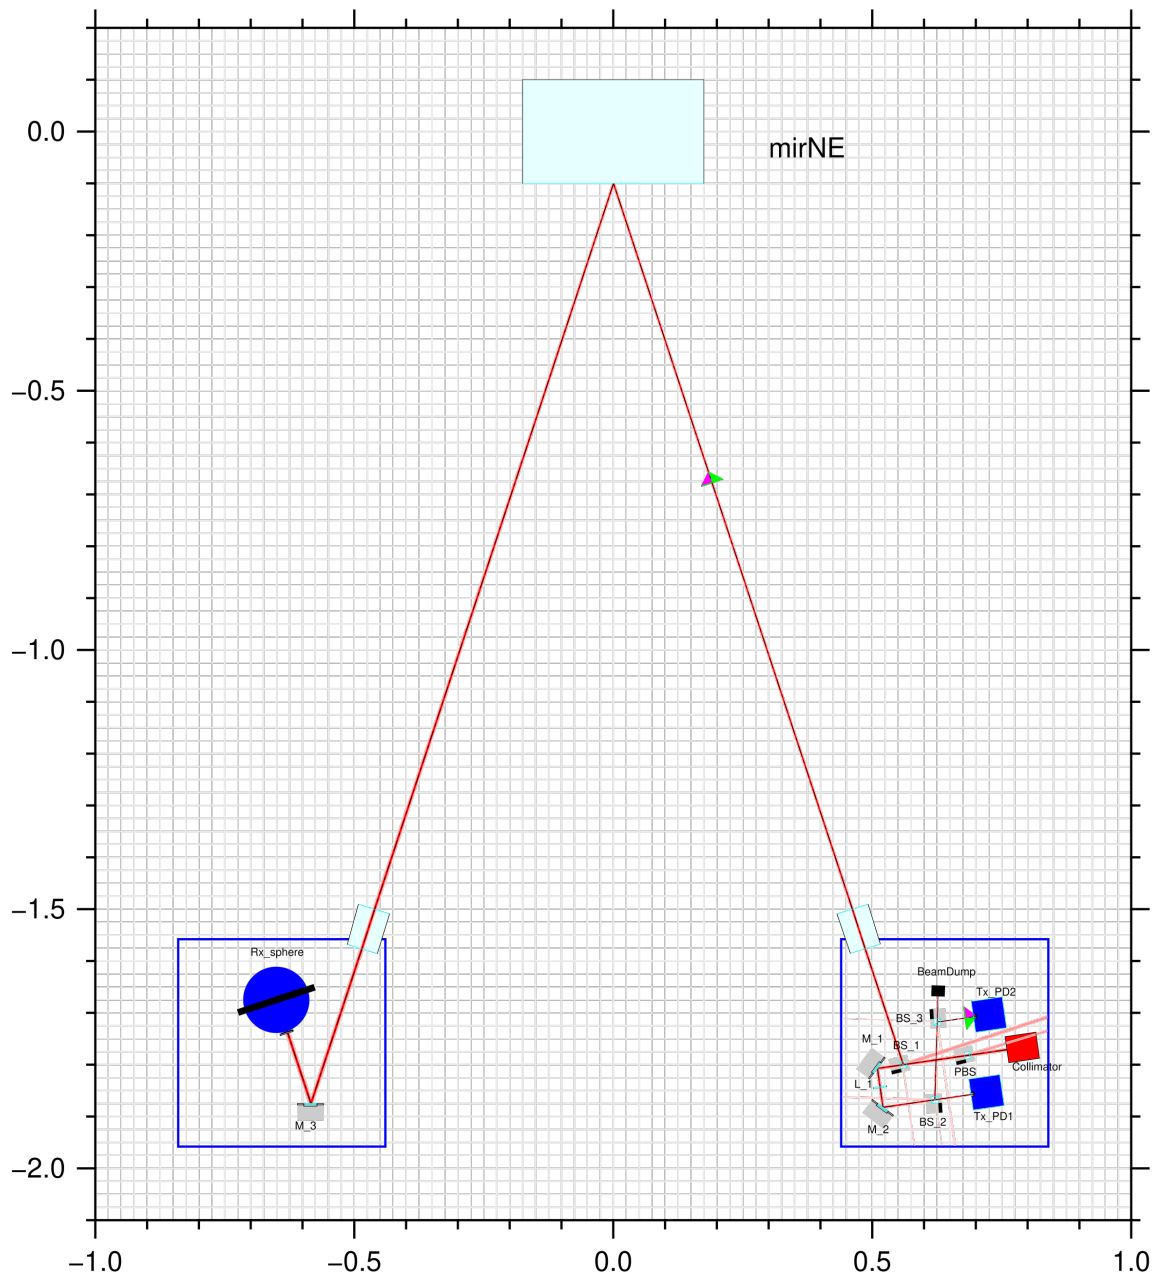 0.0
mirNE
−0.5
−1.0
−1.5
Rx_sphere
BeamDump
Tx_PD2
BS_3
M_1
BS_1
Collimator
PBS
L_1
Tx_PD1
BS_2
M_2
M_3
−2.0
−1.0
−0.5
0.0
0.5
1.0